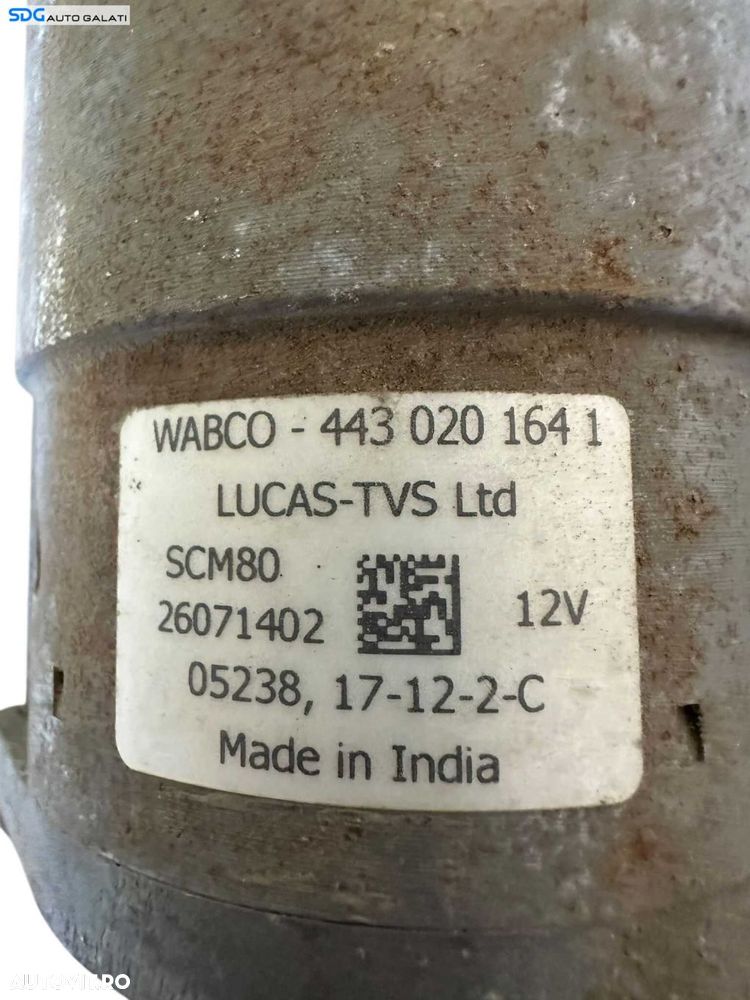 SDG AUTO GALATI
WABCO - 443 020 164 1
LUCAS-TVS Ltd
SCM80
26071402
12V
05238, 17-12-2-C
Made in India